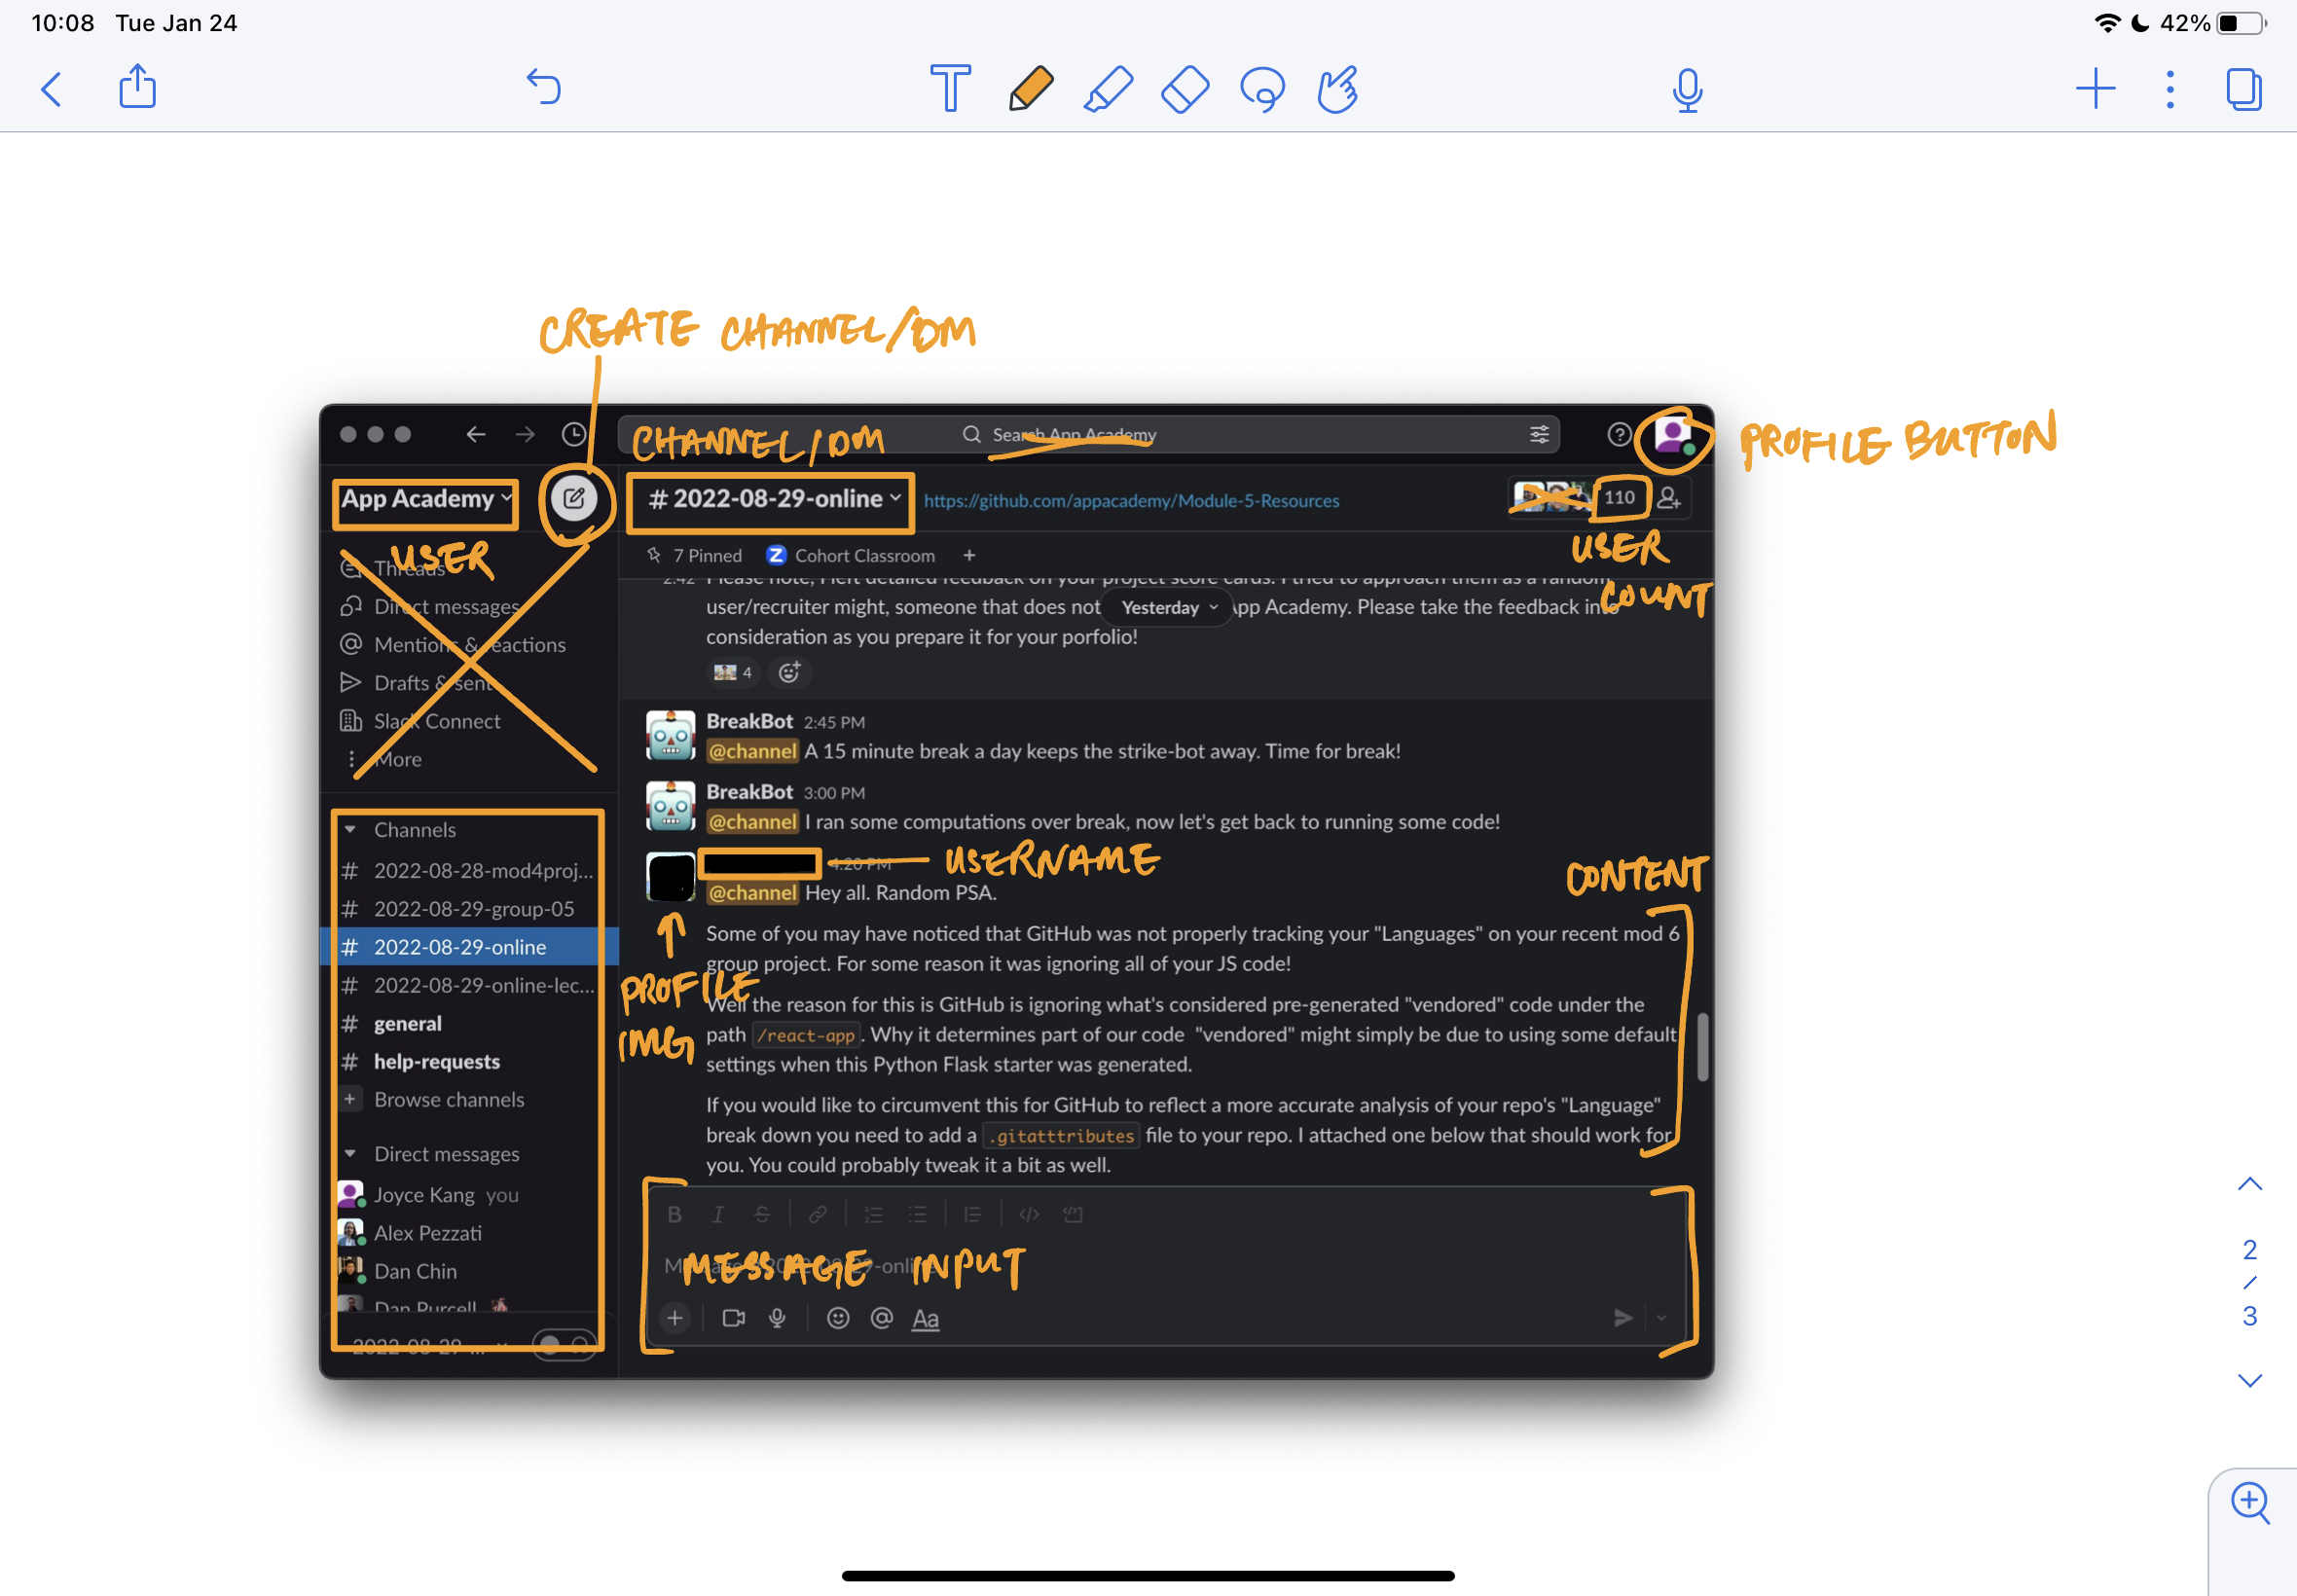 10:08 Tue Jan 24
42%
T
CREATE CHANNEL/DM
Search App Academy
CHANNEL/DM
PROFILE BUTTON
App Academy
# 2022-08-29-online
https://github.com/appacademy/Module-5-Resources
110
USER
COUNT
USER
Threads
Direct messages
Mentions & reactions
Drafts & sent
Slack Connect
More
7 Pinned
Z Cohort Classroom +
2:42 Please note, I left detailed feedback on your project score cards. I tried to approach them as a random
user/recruiter might, someone that does not
Yesterday
App Academy. Please take the feedback into
consideration as you prepare it for your porfolio!
4
BreakBot 2:45 PM
@channel A 15 minute break a day keeps the strike-bot away. Time for break!
BreakBot 3:00 PM
@channel I ran some computations over break, now let's get back to running some code!
4:20 PM
USERNAME
@channel Hey all. Random PSA.
CONTENT
PROFILE
IMG
Some of you may have noticed that GitHub was not properly tracking your "Languages" on your recent mod 6
group project. For some reason it was ignoring all of your JS code!
Well the reason for this is GitHub is ignoring what's considered pre-generated "vendored" code under the
path /react-app. Why it determines part of our code "vendored" might simply be due to using some default
settings when this Python Flask starter was generated.
If you would like to circumvent this for GitHub to reflect a more accurate analysis of your repo's "Language"
break down you need to add a .gitatttributes file to your repo. I attached one below that should work for
you. You could probably tweak it a bit as well.
Channels
# 2022-08-28-mod4proj...
# 2022-08-29-group-05
# 2022-08-29-online
# 2022-08-29-online-lec...
# general
# help-requests
+ Browse channels
Direct messages
Joyce Kang you
Alex Pezzati
Dan Chin
Dan Purcell
2022-08-29-...
B I S
MESSAGE INPUT
@ Aa
2
/
3